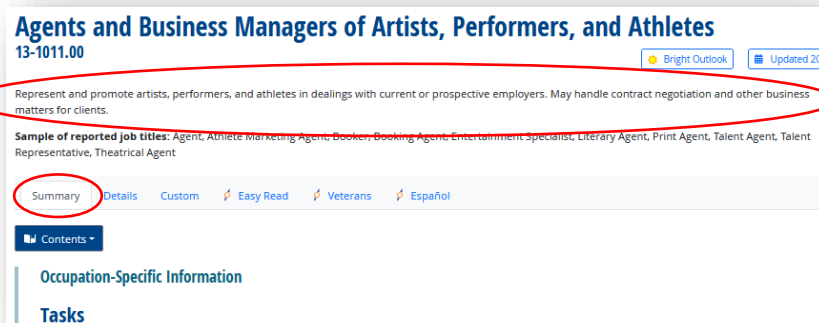 Agents and Business Managers of Artists, Performers, and Athletes
13-1011.00
Bright Outlook
Updated 20
Represent and promote artists, performers, and athletes in dealings with current or prospective employers. May handle contract negotiation and other business
matters for clients.
Sample of reported job titles: Agent, Athlete Marketing Agent, Booker, Booking Agent, Entertainment Specialist, Literary Agent, Print Agent, Talent Agent, Talent
Representative, Theatrical Agent
Summary Details Custom Easy Read Veterans Español
Contents
Occupation-Specific Information
Tasks